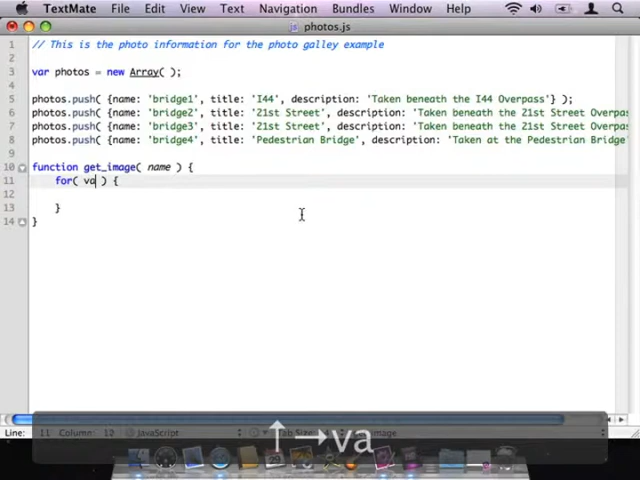 TextMate File Edit View Text Navigation Bundles Window Help
photos.js
1 // This is the photo information for the photo galley example
2
3 var photos = new Array( );
4
5 photos.push( {name: 'bridge1', title: 'I44', description: 'Taken beneath the I44 Overpass'} );
6 photos.push( {name: 'bridge2', title: '21st Street', description: 'Taken beneath the 21st Street Overpas
7 photos.push( {name: 'bridge3', title: '21st Street', description: 'Taken beneath the 21st Street Overpas
8 photos.push( {name: 'bridge4', title: 'Pedestrian Bridge', description: 'Taken at the Pedestrian Bridge'
9
10 function get_image( name ) {
11 for( va ) {
12
13 }
14 }
↑→va
Line: 11 Column: 12 JavaScript Tab Size: